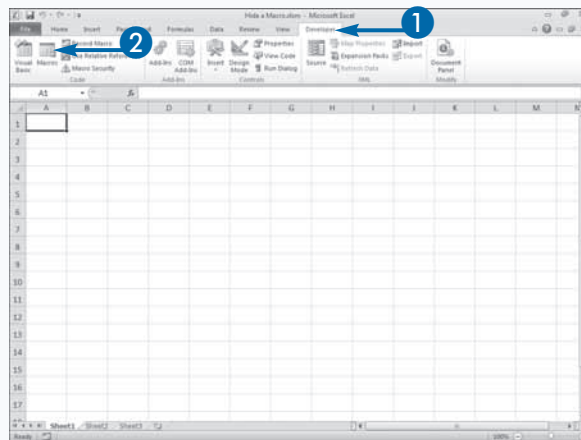 Hide a Macro.xlsm - Microsoft Excel
File Home Insert Formulas Data Review View Developer
1
2
Visual Basic
Macros
Record Macro
Use Relative
Macro Security
Code
Add-Ins
COM Add-Ins
Add-Ins
Insert
Design Mode
Properties
View Code
Run Dialog
Controls
Source
Map Properties
Expansion Packs
Refresh Data
Import
Export
XML
Document Panel
Modify
A1
fx
A B C D E F G H I J K L M N
1
2
3
4
5
6
7
8
9
10
11
12
13
14
15
16
17
Sheet1 Sheet2 Sheet3
Ready 100%